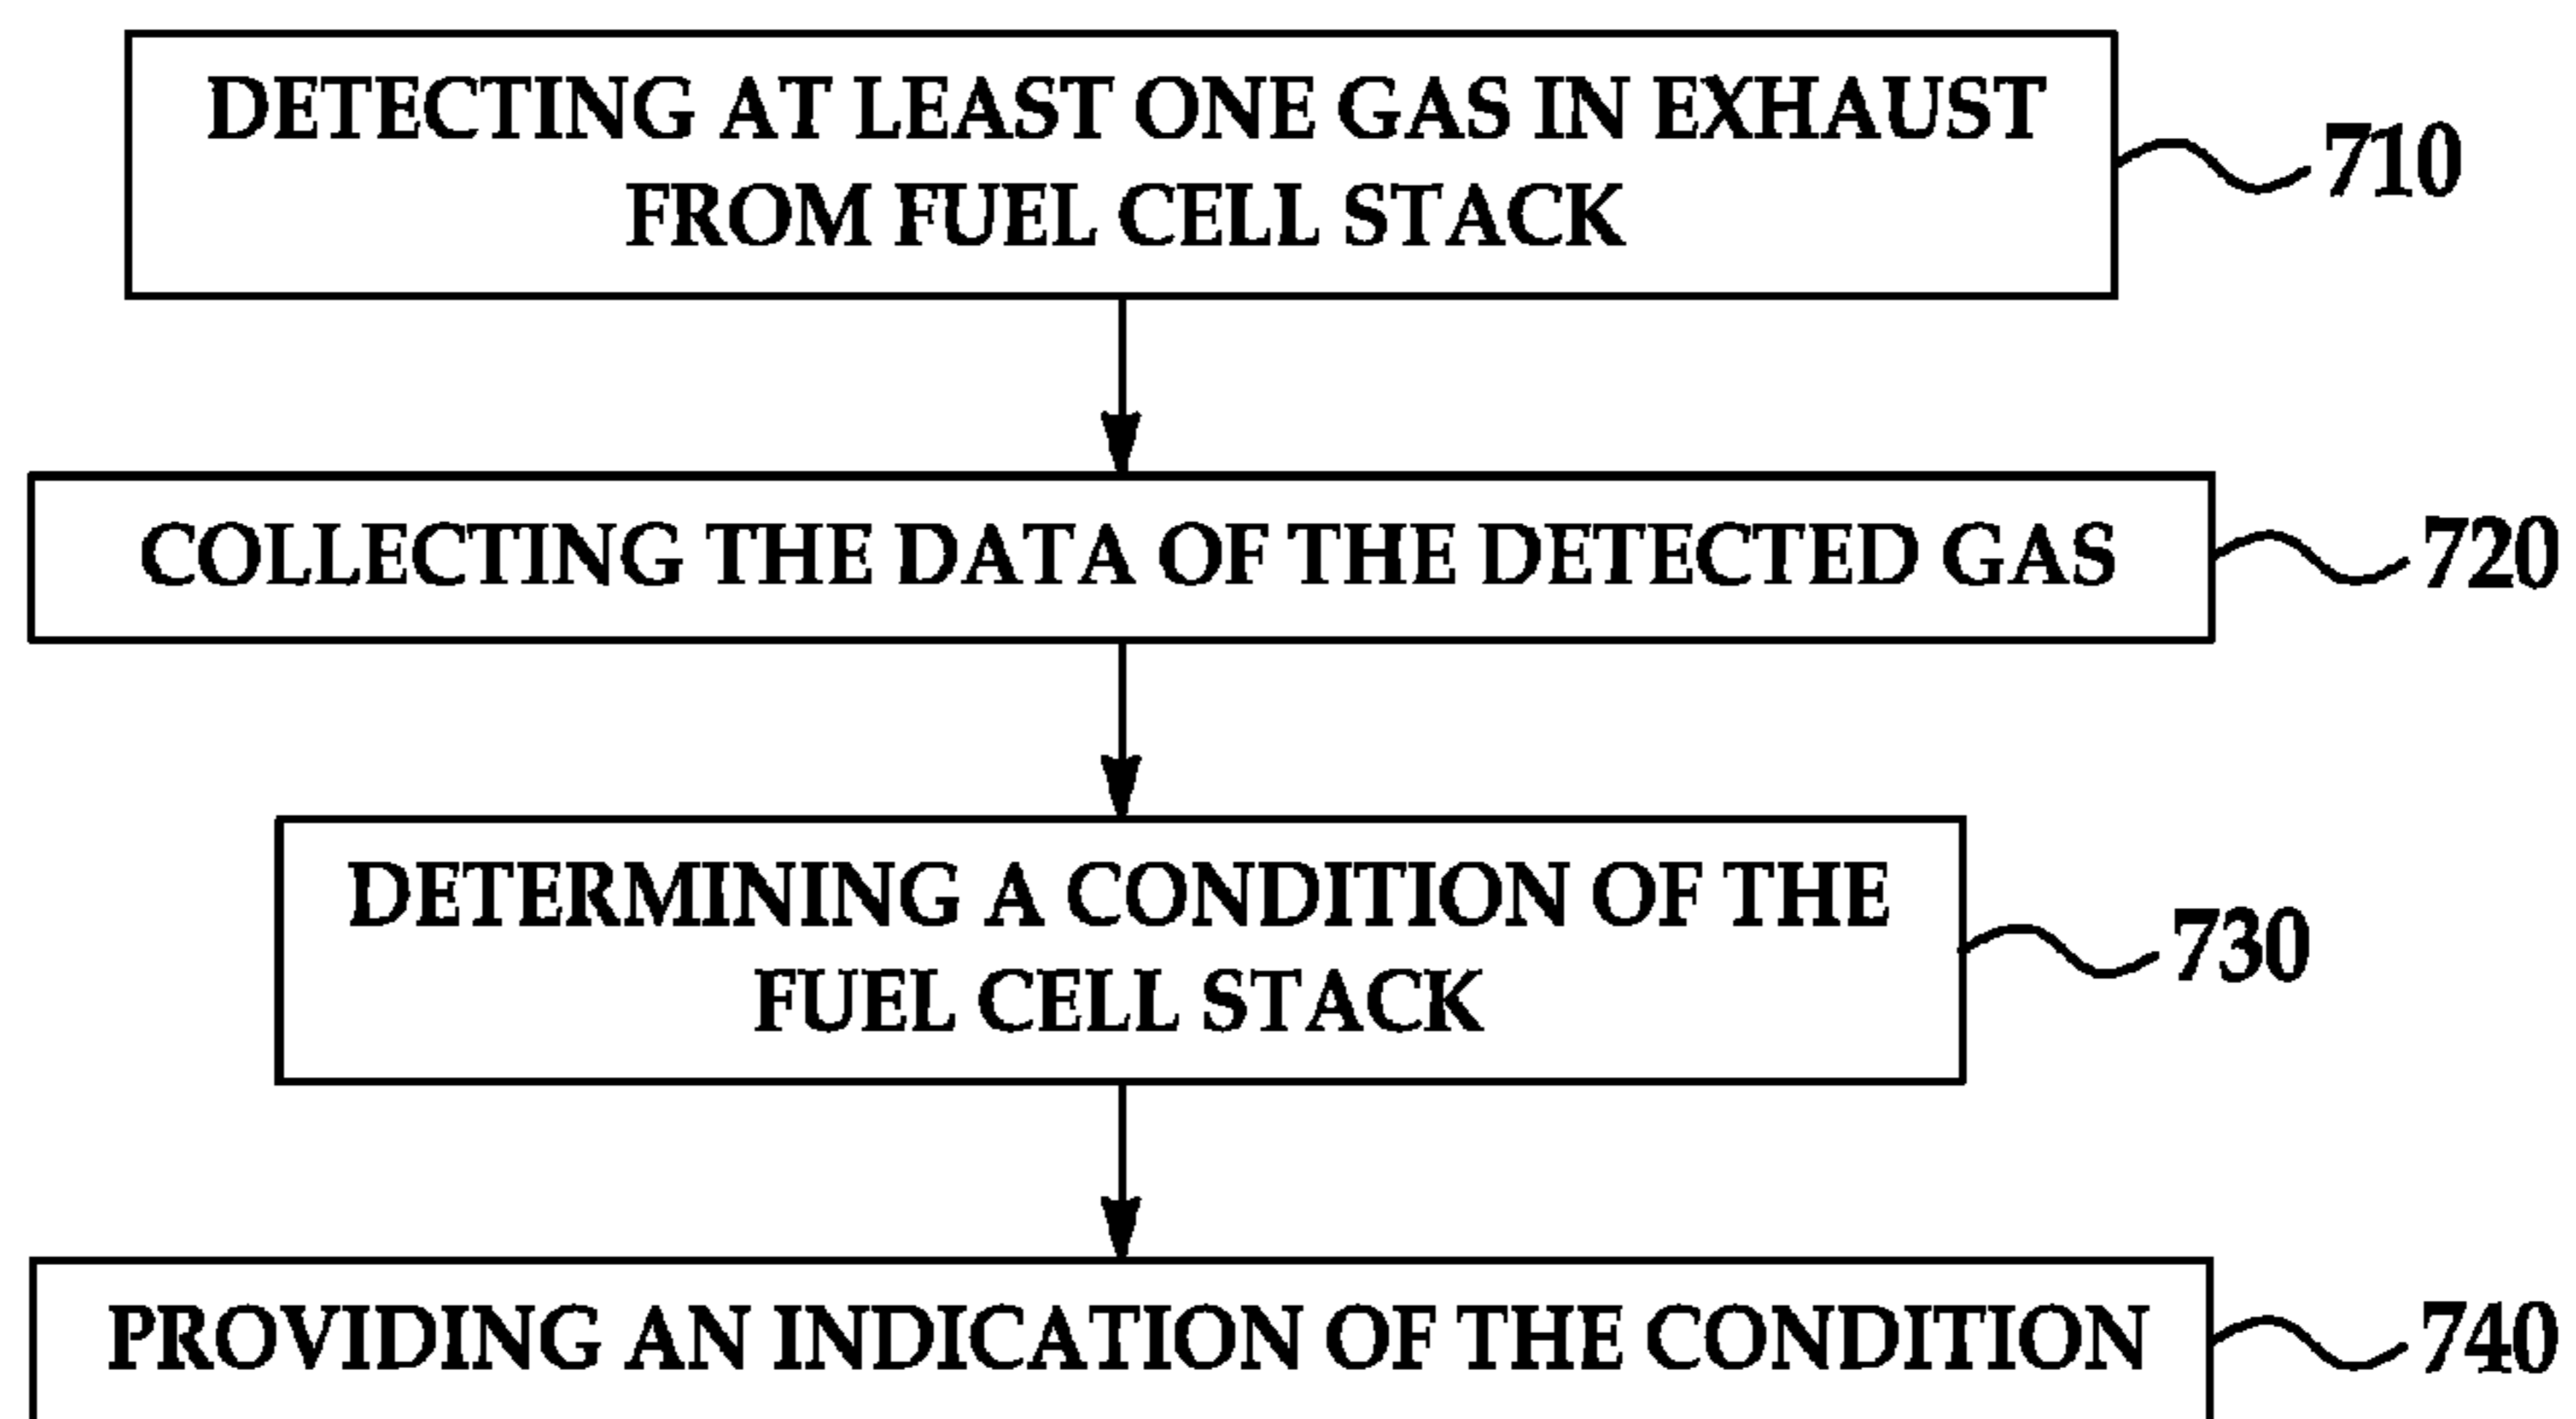 DETECTING AT LEAST ONE GAS IN EXHAUST
FROM FUEL CELL STACK
710
COLLECTING THE DATA OF THE DETECTED GAS
720
DETERMINING A CONDITION OF THE
FUEL CELL STACK
730
PROVIDING AN INDICATION OF THE CONDITION
740